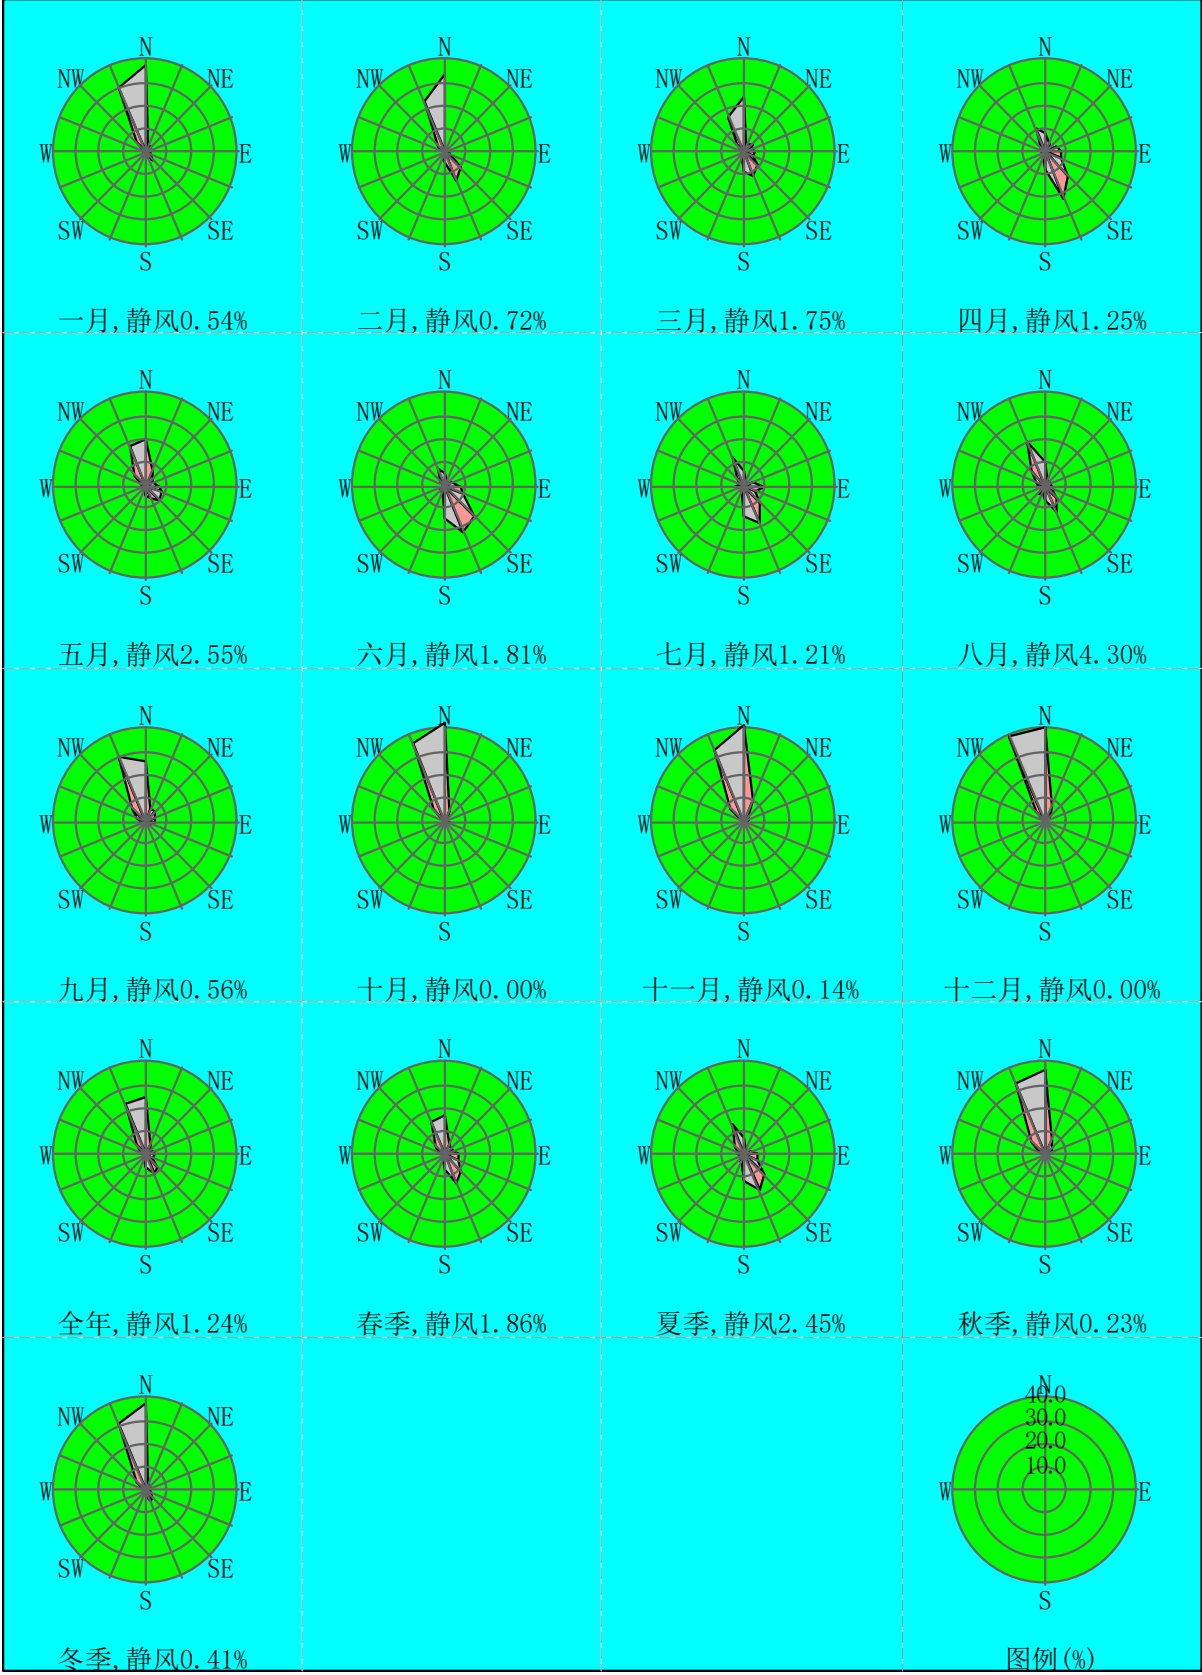 N
NW NE
W E
SW SE
S
一月,静风0.54%
N
NW NE
W E
SW SE
S
二月,静风0.72%
N
NW NE
W E
SW SE
S
三月,静风1.75%
N
NW NE
W E
SW SE
S
四月,静风1.25%
N
NW NE
W E
SW SE
S
五月,静风2.55%
N
NW NE
W E
SW SE
S
六月,静风1.81%
N
NW NE
W E
SW SE
S
七月,静风1.21%
N
NW NE
W E
SW SE
S
八月,静风4.30%
N
NW NE
W E
SW SE
S
九月,静风0.56%
N
NW NE
W E
SW SE
S
十月,静风0.00%
N
NW NE
W E
SW SE
S
十一月,静风0.14%
N
NW NE
W E
SW SE
S
十二月,静风0.00%
N
NW NE
W E
SW SE
S
全年,静风1.24%
N
NW NE
W E
SW SE
S
春季,静风1.86%
N
NW NE
W E
SW SE
S
夏季,静风2.45%
N
NW NE
W E
SW SE
S
秋季,静风0.23%
N
NW NE
W E
SW SE
S
冬季,静风0.41%
N
40.0
30.0
20.0
10.0
W E
S
图例(%)